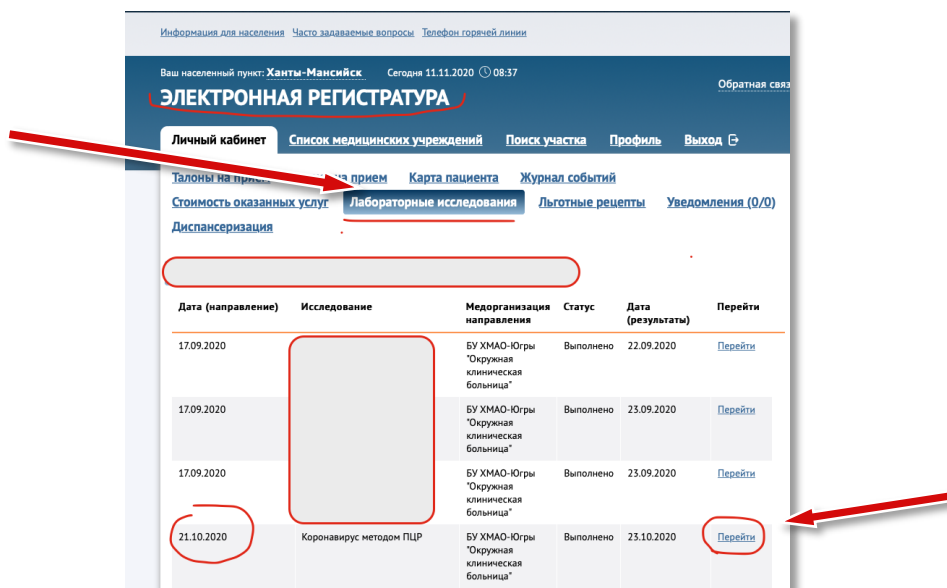 Информация для населения Часто задаваемые вопросы Телефон горячей линии
Ваш населенный пункт: Ханты-Мансийск Сегодня 11.11.2020 08:37
Обратная связ
ЭЛЕКТРОННАЯ РЕГИСТРАТУРА
Личный кабинет Список медицинских учреждений Поиск участка Профиль Выход
Талоны на прием на прием Карта пациента Журнал событий
Стоимость оказанных услуг Лабораторные исследования Льготные рецепты Уведомления (0/0)
Диспансеризация
Дата (направление) Исследование Медорганизация Статус Дата Перейти
направления (результаты)
17.09.2020 БУ ХМАО-Югры Выполнено 22.09.2020 Перейти
"Окружная
клиническая
больница"
17.09.2020 БУ ХМАО-Югры Выполнено 23.09.2020 Перейти
"Окружная
клиническая
больница"
17.09.2020 БУ ХМАО-Югры Выполнено 23.09.2020 Перейти
"Окружная
клиническая
больница"
21.10.2020 Коронавирус методом ПЦР БУ ХМАО-Югры Выполнено 23.10.2020 Перейти
"Окружная
клиническая
больница"